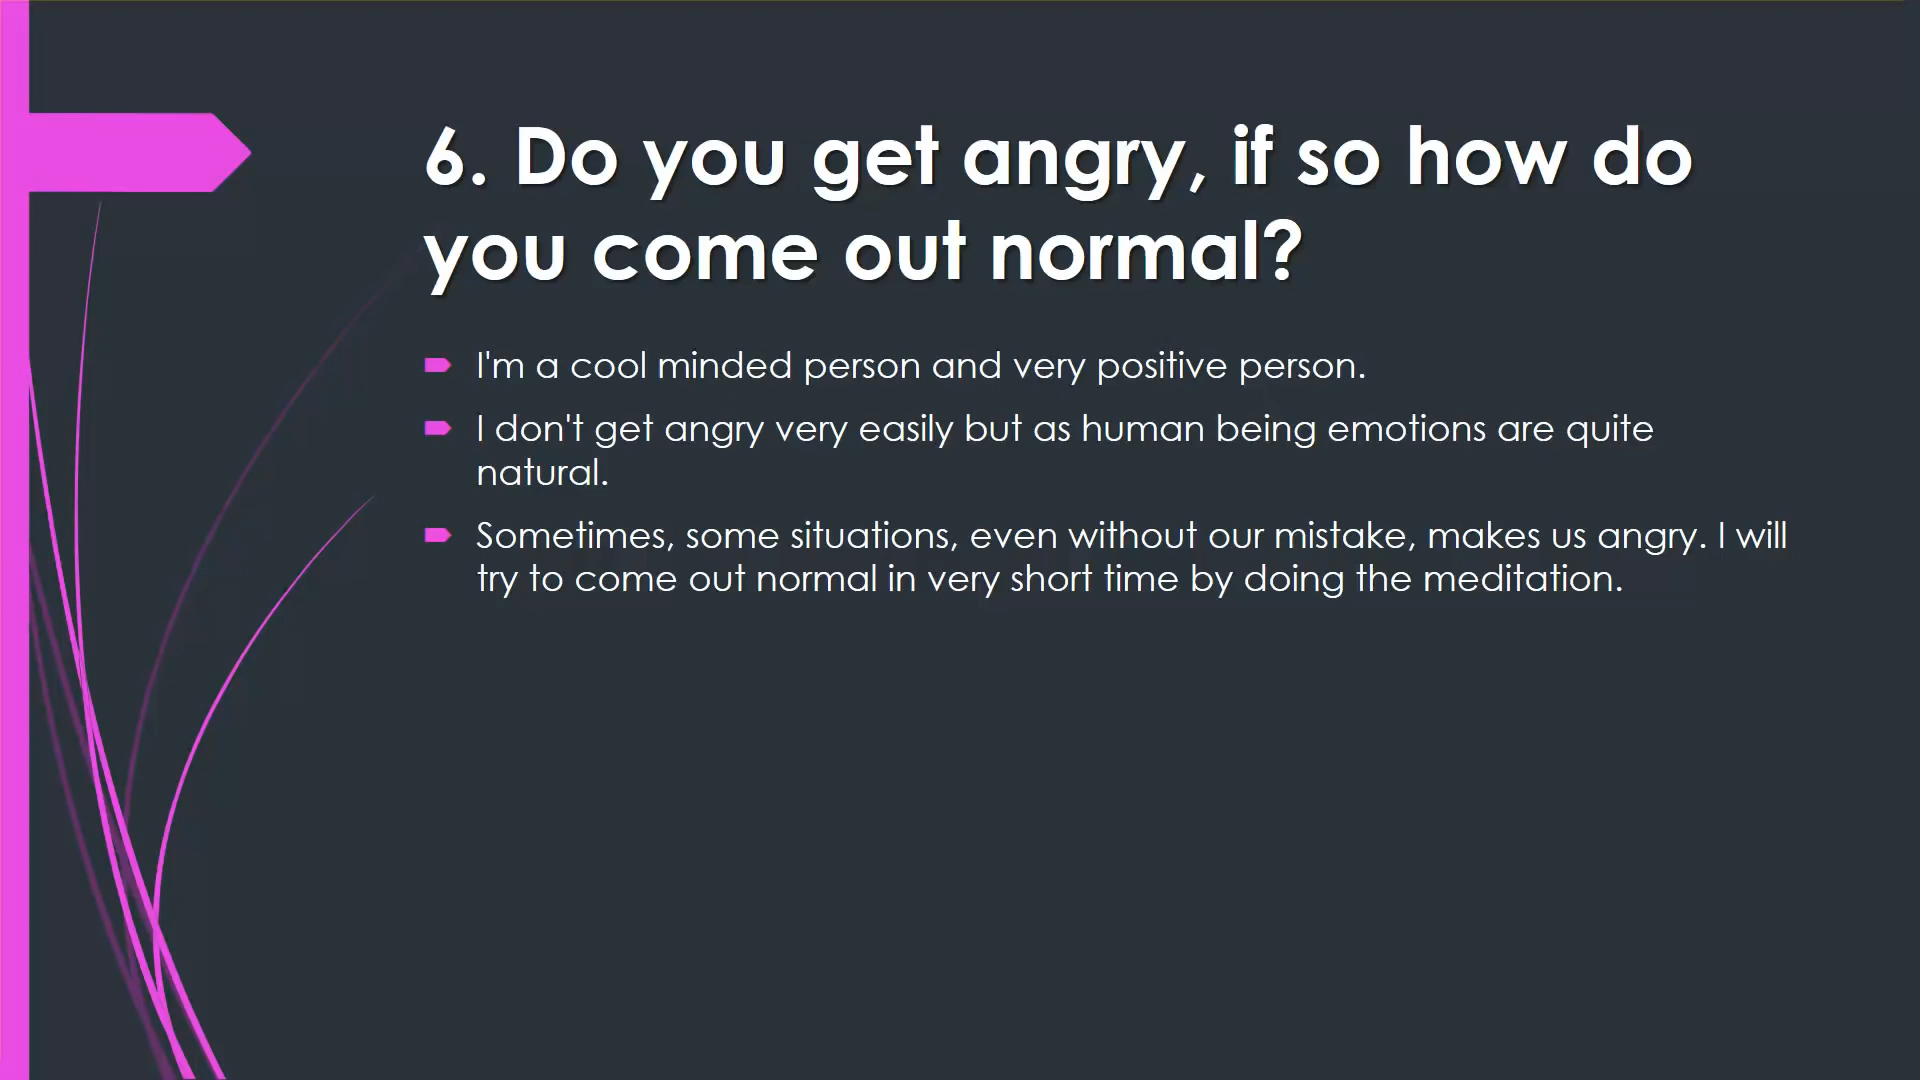 6. Do you get angry, if so how do
you come out normal?
I'm a cool minded person and very positive person.
I don't get angry very easily but as human being emotions are quite
natural.
Sometimes, some situations, even without our mistake, makes us angry. I will
try to come out normal in very short time by doing the meditation.